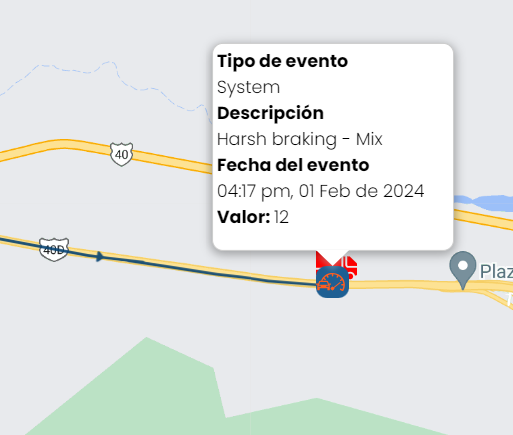 Tipo de evento
System
Descripción
Harsh braking - Mix
Fecha del evento
04:17 pm, 01 Feb de 2024
Valor: 12
40
40D
Plaz